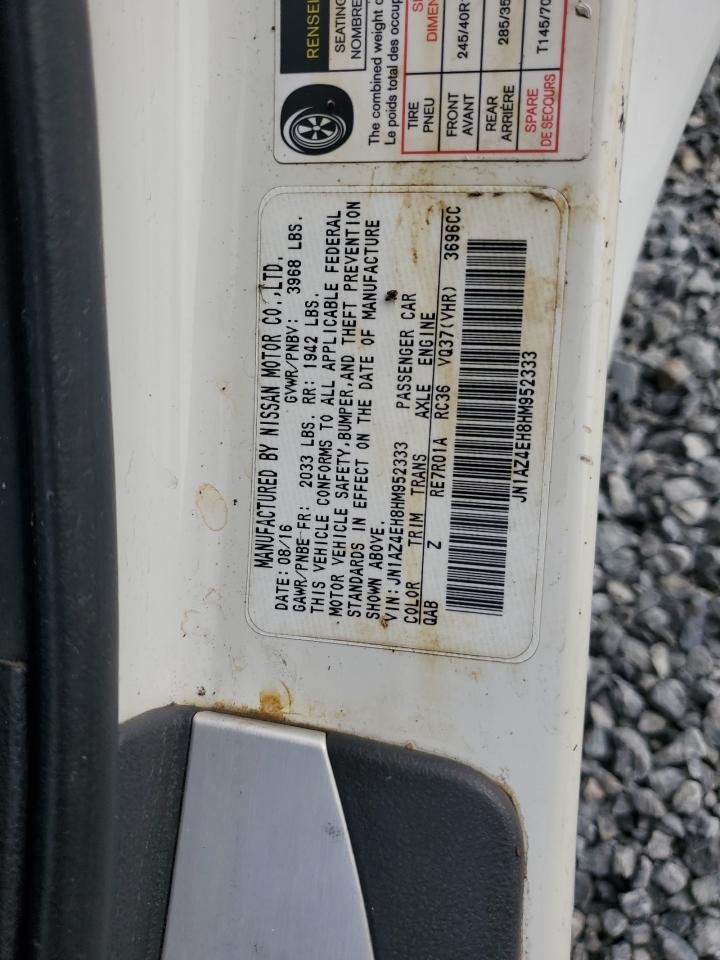 RENSEI
SEATING
NOMBRE
The combined weight o
Le poids total des occup
TIRE
PNEU
DIMEN
FRONT
AVANT
245/40R
REAR
ARRIÈRE
285/35
SPARE
DE SECOURS
T145/70
MANUFACTURED BY NISSAN MOTOR CO.,LTD.
DATE: 08/16 GVWR/PNBV: 3968 LBS.
GAWR/PNBE FR: 2033 LBS. RR: 1942 LBS.
THIS VEHICLE CONFORMS TO ALL APPLICABLE FEDERAL
MOTOR VEHICLE SAFETY,BUMPER,AND THEFT PREVENTION
STANDARDS IN EFFECT ON THE DATE OF MANUFACTURE
SHOWN ABOVE.
VIN:JN1AZ4EH8HM952333 PASSENGER CAR
COLOR TRIM TRANS AXLE ENGINE
QAB Z RE7R01A RC36 VQ37(VHR) 3696CC
JN1AZ4EH8HM952333